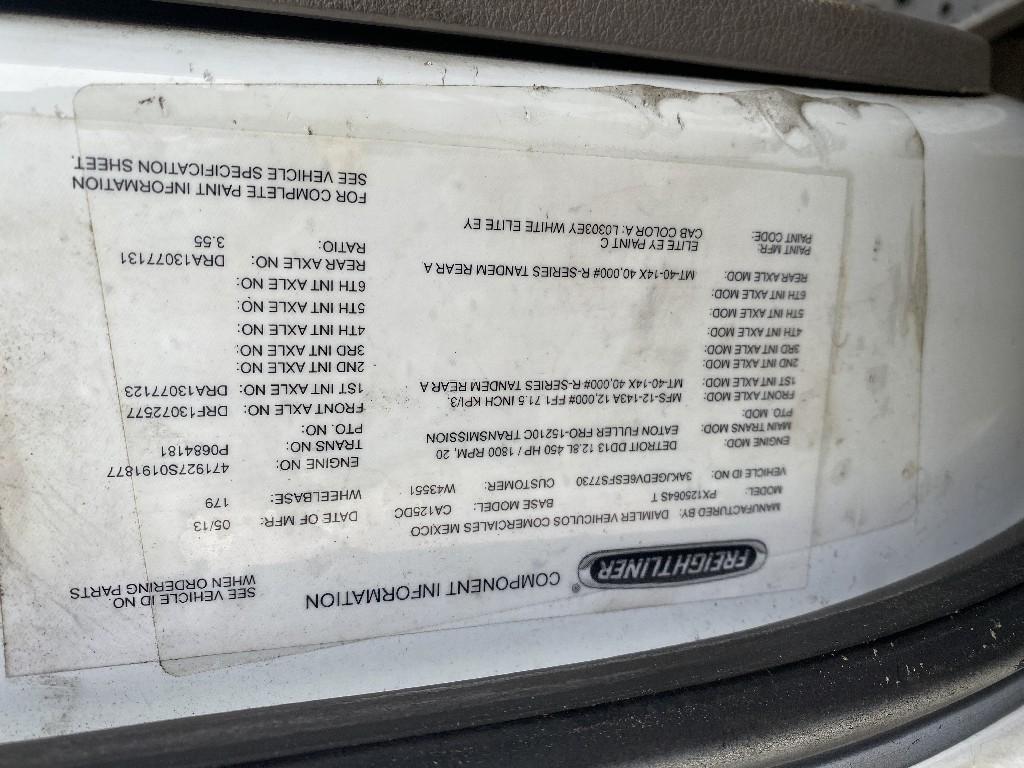 FREIGHTLINER ® COMPONENT INFORMATION SEE VEHICLE ID NO. WHEN ORDERING PARTS
MANUFACTURED BY: DAIMLER VEHICULOS COMERCIALES MEXICO DATE OF MFR: 05/13
MODEL: PX125064S T BASE MODEL: CA125DC WHEELBASE: 179
VEHICLE ID NO: 3AKJGEDV6ESFS7730 CUSTOMER: W43551
ENGINE MOD: DETROIT DD13 12.8L 450 HP / 1800 RPM, 20 ENGINE NO: 471927S0191877
MAIN TRANS MOD: EATON FULLER FRO-15210C TRANSMISSION TRANS NO: P0684181
PTO. MOD: PTO. NO:
FRONT AXLE MOD: MFS-12-143A 12,000# FF1 71.5 INCH KPI/3. FRONT AXLE NO: DRF13072577
1ST INT AXLE MOD: MT-40-14X 40,000# R-SERIES TANDEM REAR A 1ST INT AXLE NO: DRA13077123
2ND INT AXLE MOD: 2ND INT AXLE NO:
3RD INT AXLE MOD: 3RD INT AXLE NO:
4TH INT AXLE MOD: 4TH INT AXLE NO:
5TH INT AXLE MOD: 5TH INT AXLE NO:
6TH INT AXLE MOD: 6TH INT AXLE NO:
REAR AXLE MOD: MT-40-14X 40,000# R-SERIES TANDEM REAR A REAR AXLE NO: DRA13077131
RATIO: 3.55
PAINT MFR: ELITE EY PAINT C
PAINT CODE: CAB COLOR A: L0303EY WHITE ELITE EY
FOR COMPLETE PAINT INFORMATION
SEE VEHICLE SPECIFICATION SHEET.